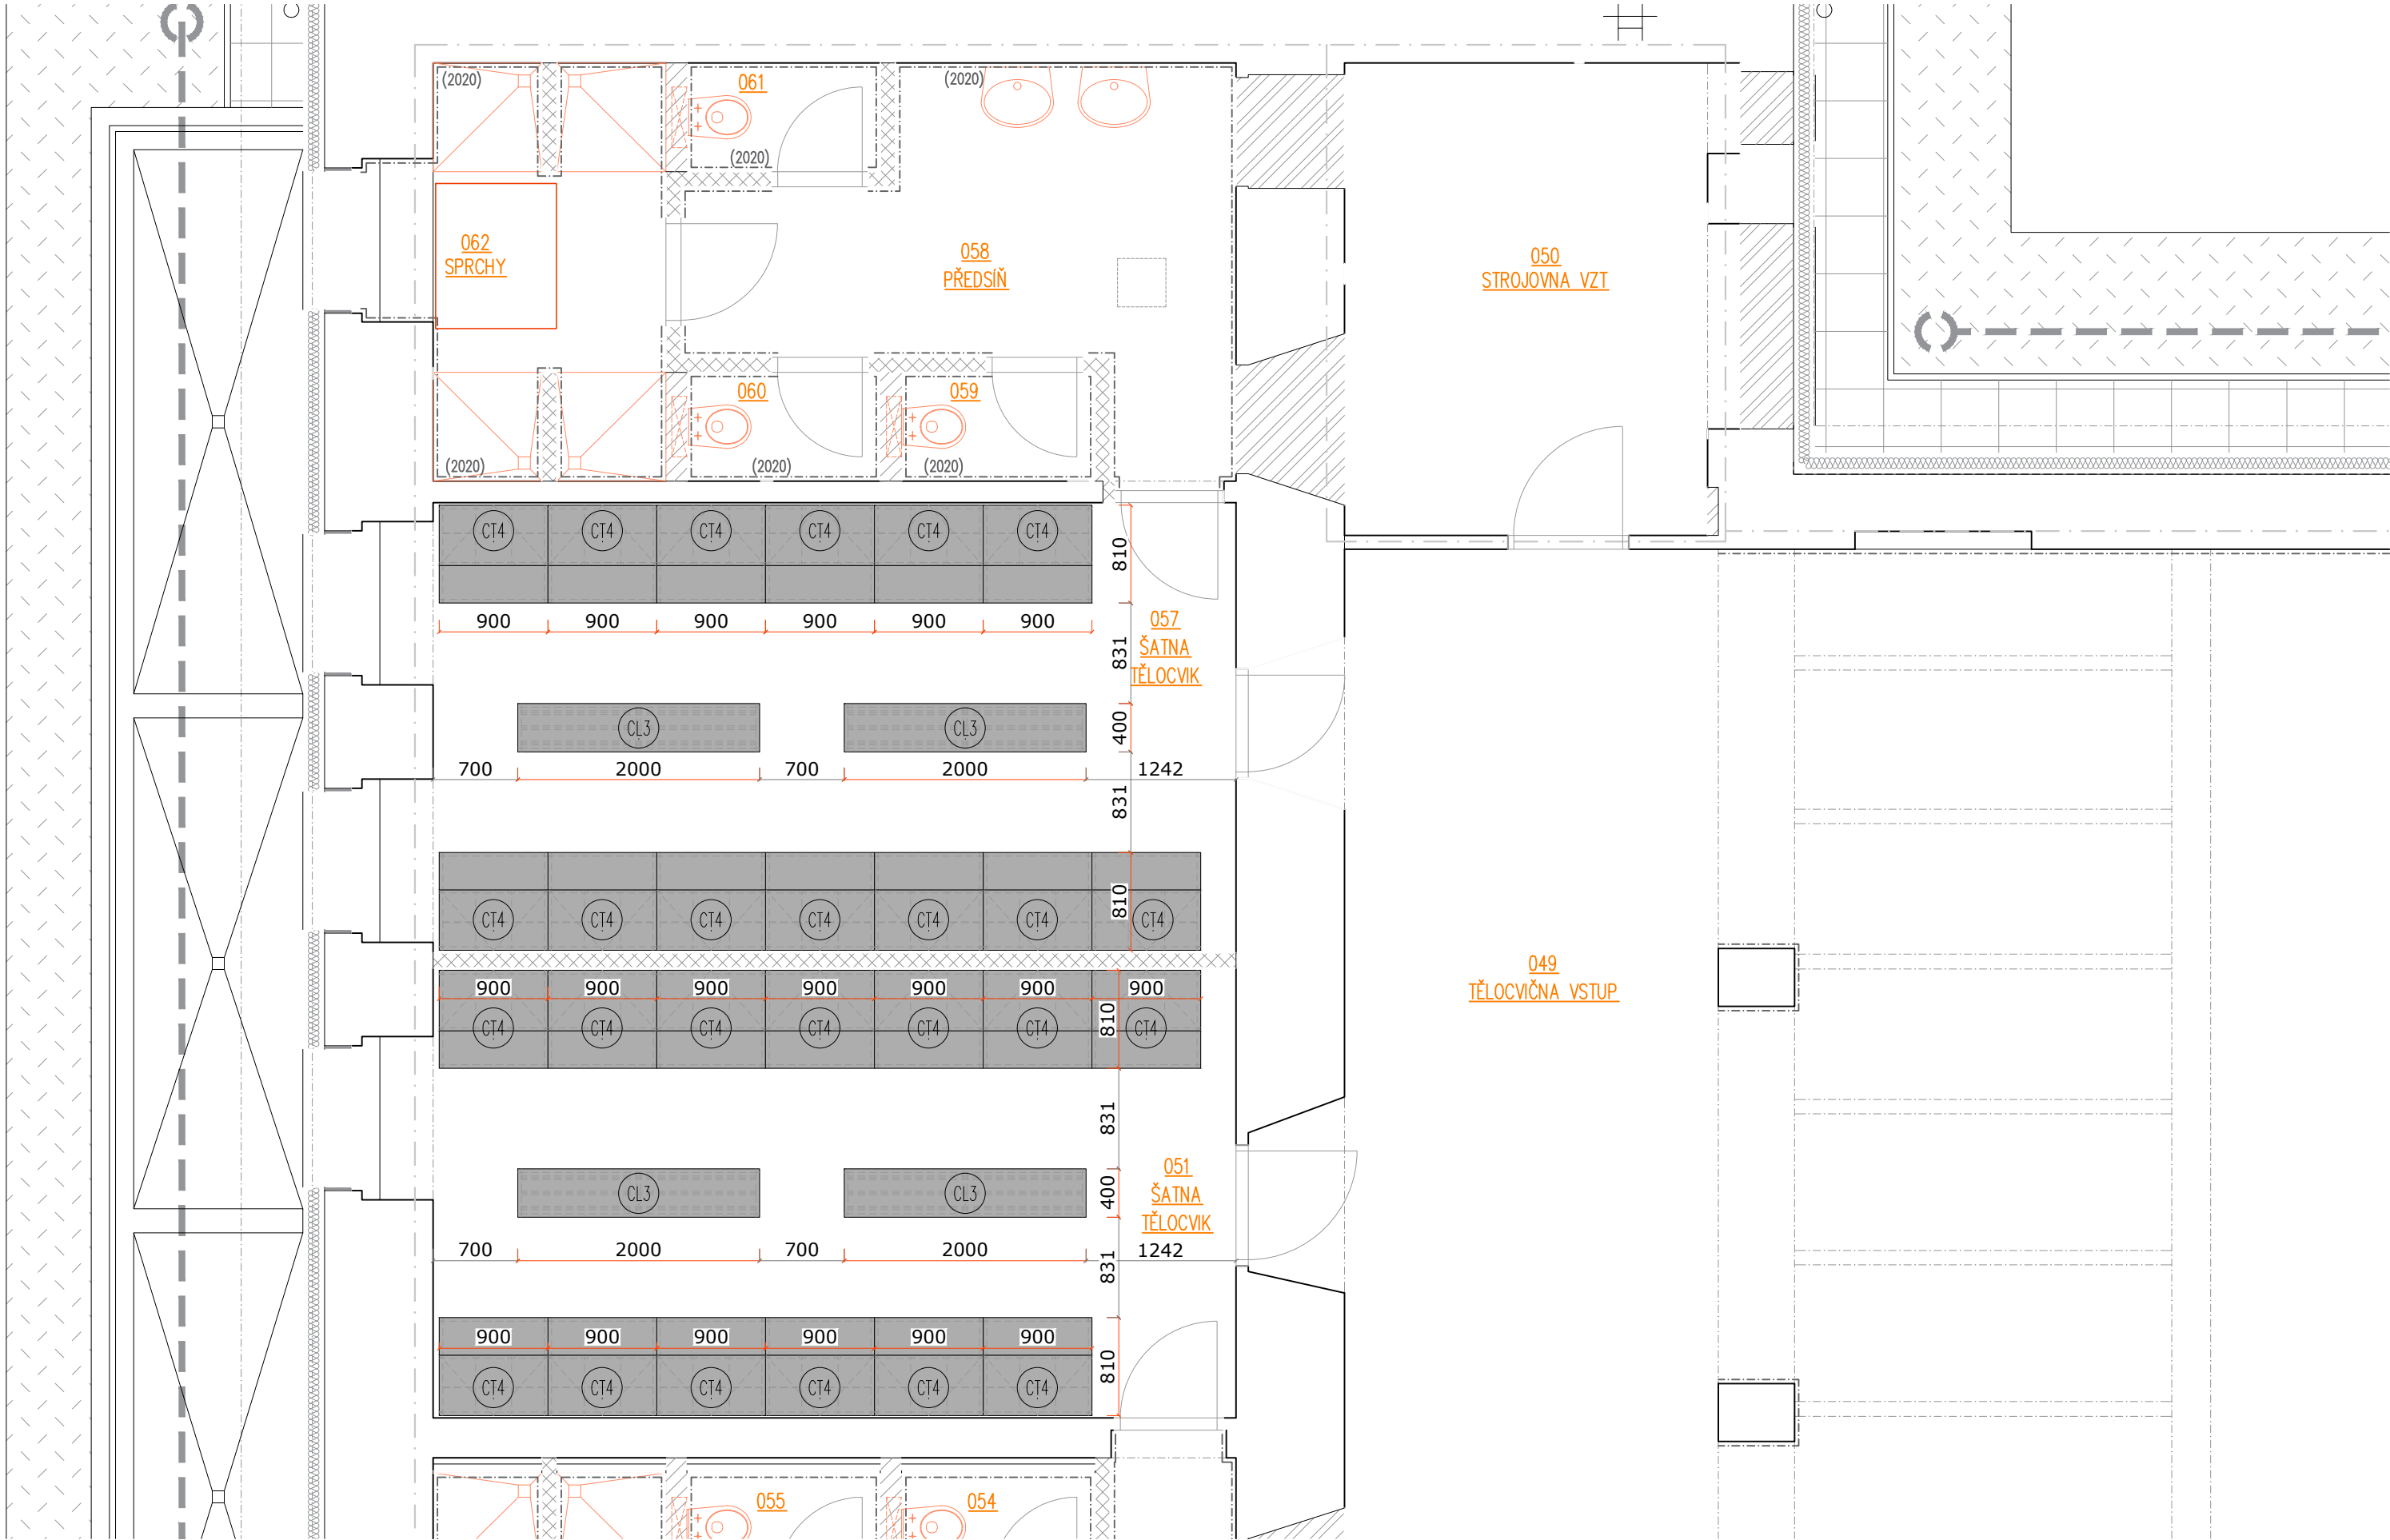 (2020)
061
(2020)
(2020)
062
SPRCHY
058
PŘEDSÍŇ
050
STROJOVNA VZT
060
059
(2020)
(2020)
(2020)
CT4 CT4 CT4 CT4 CT4 CT4
810
900 900 900 900 900 900
057
ŠATNA
TĚLOCVIK
831
CL3 CL3
400
700 2000 700 2000 1242
831
CT4 CT4 CT4 CT4 CT4 CT4 CT4
810
049
TĚLOCVIČNA VSTUP
900 900 900 900 900 900 900
CT4 CT4 CT4 CT4 CT4 CT4 CT4
810
831
051
ŠATNA
TĚLOCVIK
CL3 CL3
400
700 2000 700 2000 1242
831
900 900 900 900 900 900
CT4 CT4 CT4 CT4 CT4 CT4
810
055
054